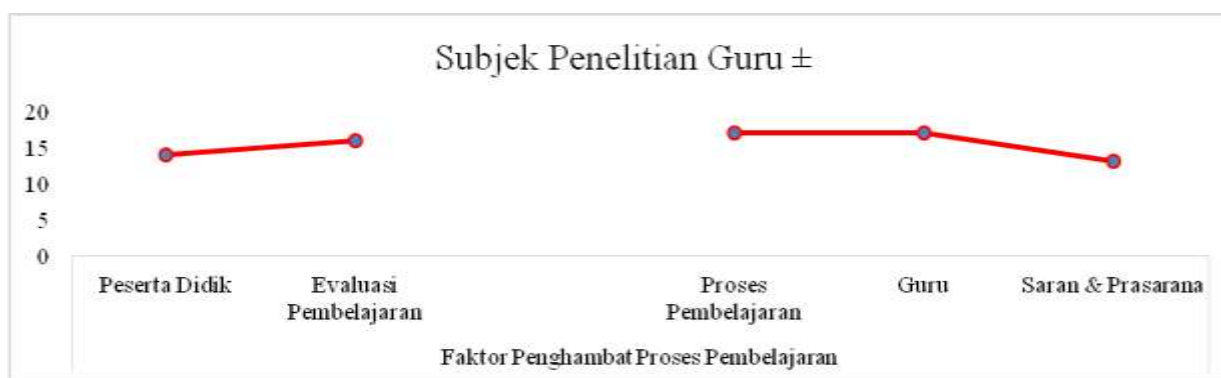 Subjek Penelitian Guru ±
20
15
10
5
0
Peserta Didik
Evaluasi
Pembelajaran
Proses
Pembelajaran
Guru
Saran & Prasarana
Faktor Penghambat Proses Pembelajaran